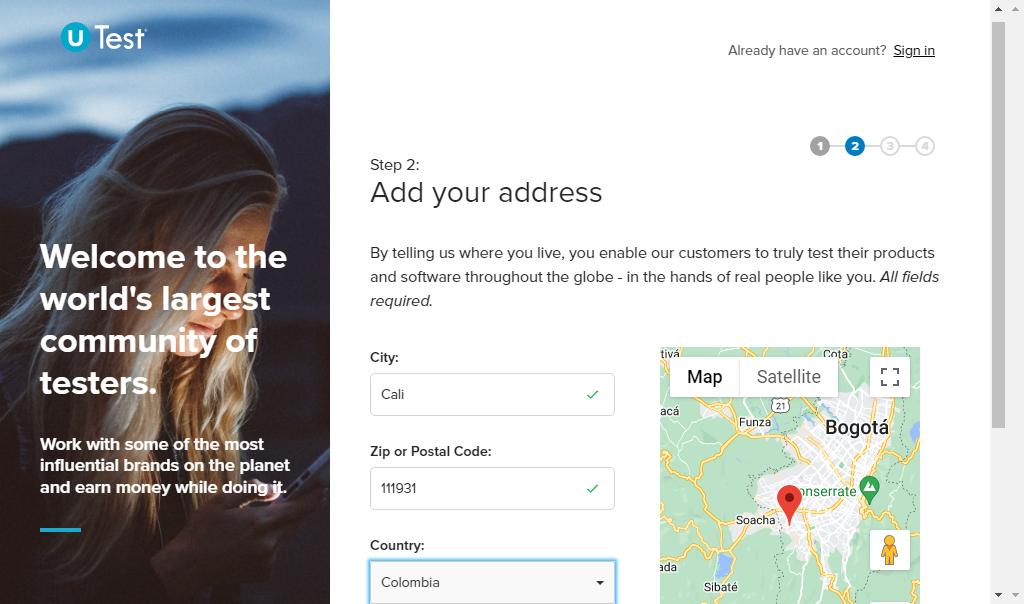 U Test
Already have an account? Sign in
1 2 3 4
Step 2:
Add your address
Welcome to the
world's largest
community of
testers.
Work with some of the most
influential brands on the planet
and earn money while doing it.
By telling us where you live, you enable our customers to truly test their products
and software throughout the globe - in the hands of real people like you. All fields
required.
City:
Cali
Zip or Postal Code:
111931
Country:
Colombia
Map Satellite
Cota
21
Funza
Bogotá
Soacha
Sibaté